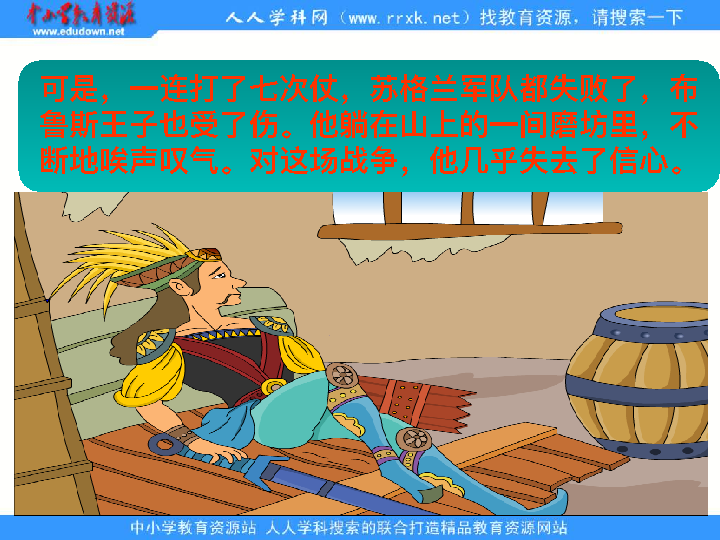 中小学教育资源
www.edudown.net
人人学科网（www.rrxk.net）找教育资源，请搜索一下
可是，一连打了七次仗，苏格兰军队都失败了，布
鲁斯王子也受了伤。他躺在山上的一间磨坊里，不
断地唉声叹气。对这场战争，他几乎失去了信心。
中小学教育资源站 人人学科搜索的联合打造精品教育资源网站